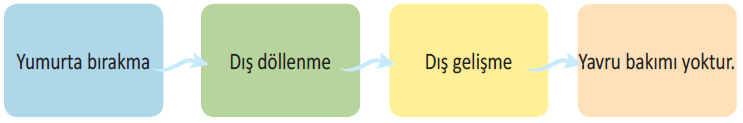 Yumurta bırakma
Dış döllenme
Dış gelişme
Yavru bakımı yoktur.